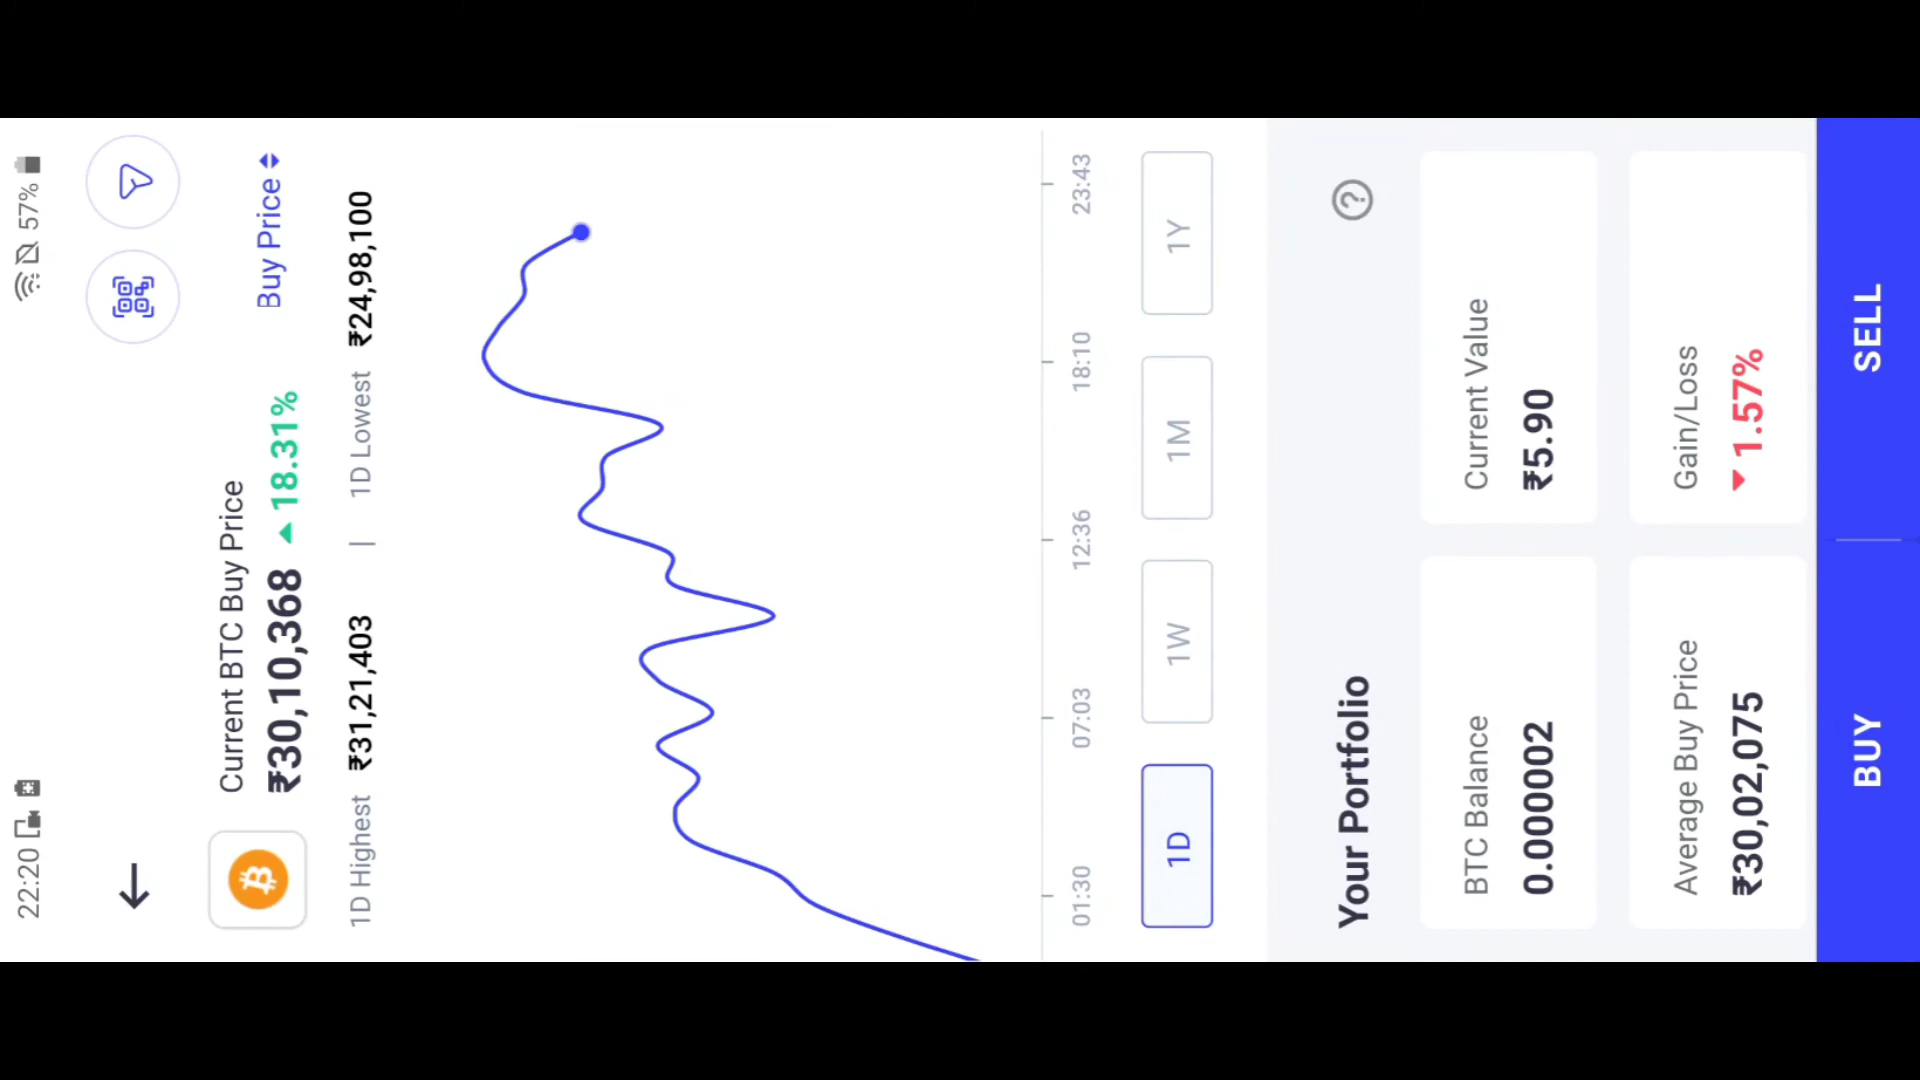 22:20 57%
Current BTC Buy Price
Buy Price
₹30,10,368 18.31%
1D Highest ₹31,21,403 | 1D Lowest ₹24,98,100
01:30 07:03 12:36 18:10 23:43
1D 1W 1M 1Y
Your Portfolio ?
BTC Balance Current Value
0.000002 ₹5.90
Average Buy Price Gain/Loss
₹30,02,075 1.57%
BUY SELL